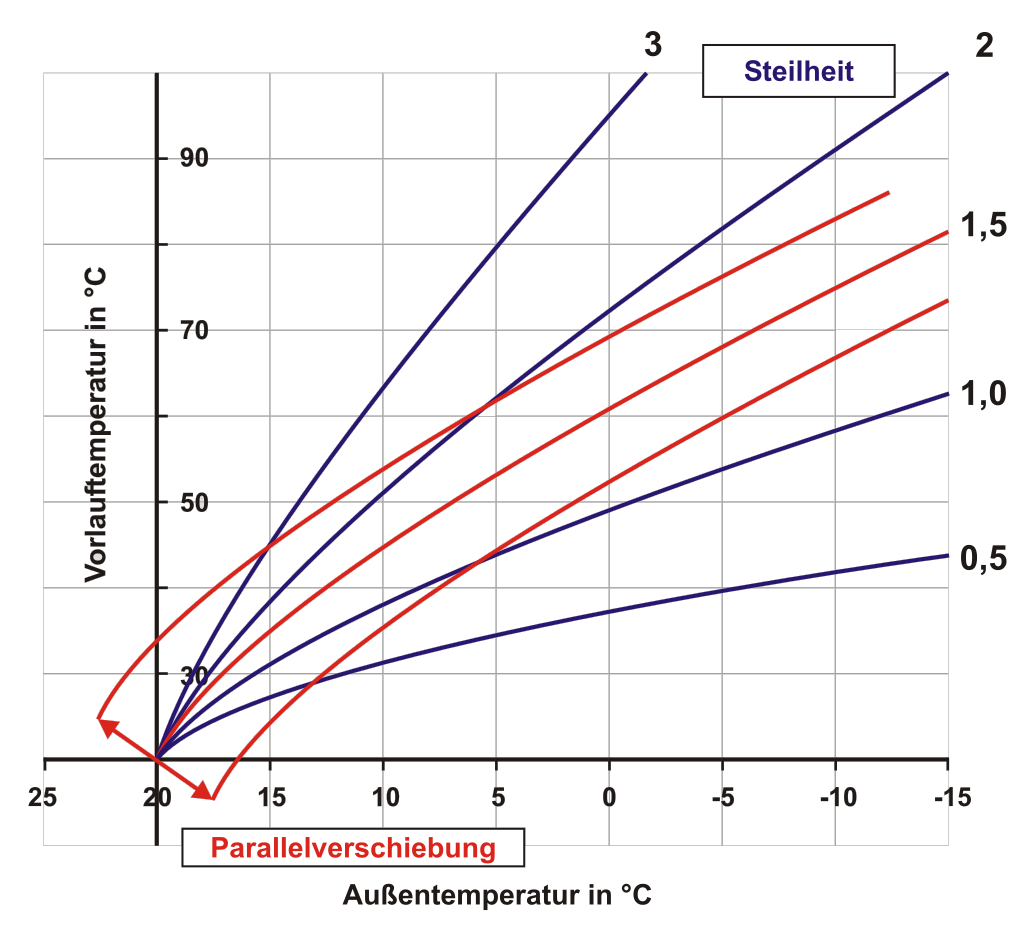 3
Steilheit
2
90
1,5
70
1,0
50
0,5
30
Vorlauftemperatur in °C
25 20 15 10 5 0 -5 -10 -15
Parallelverschiebung
Außentemperatur in °C